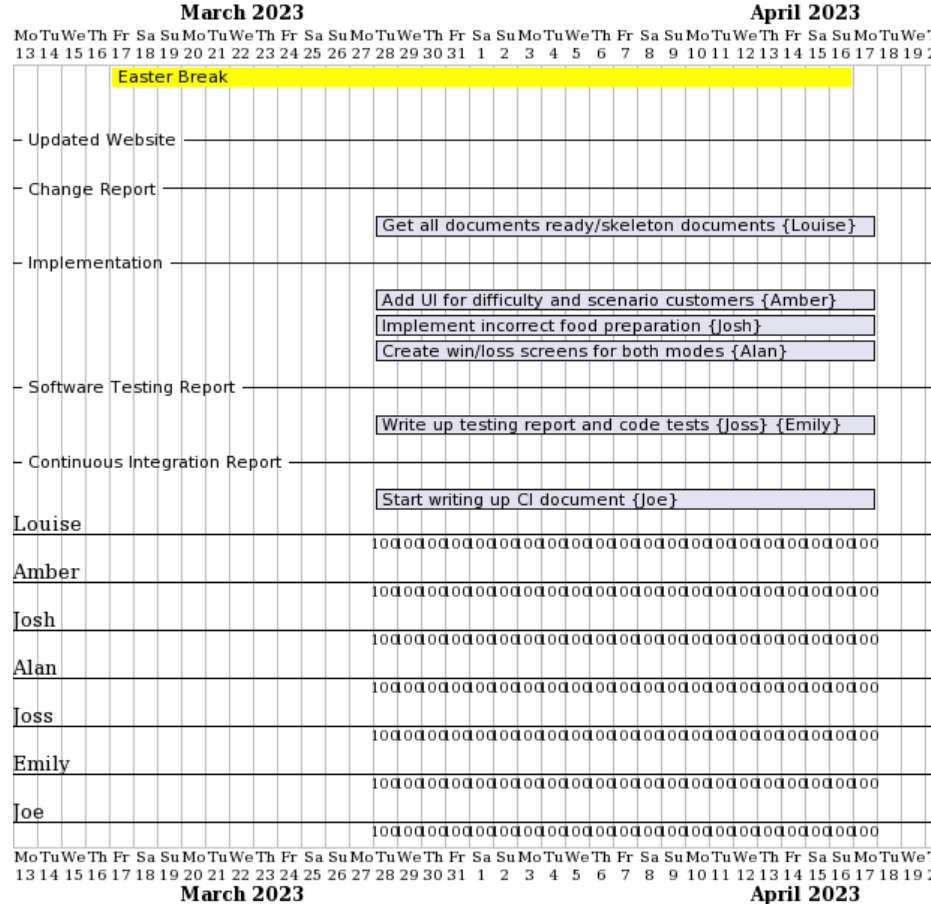 March 2023 April 2023
Mo Tu We Th Fr Sa Su Mo Tu We Th Fr Sa Su Mo Tu We Th Fr Sa Su Mo Tu We Th Fr Sa Su Mo Tu We Th Fr Sa Su Mo Tu We
13 14 15 16 17 18 19 20 21 22 23 24 25 26 27 28 29 30 31 1 2 3 4 5 6 7 8 9 10 11 12 13 14 15 16 17 18 19
Easter Break
Updated Website
Change Report
Get all documents ready/skeleton documents {Louise}
Implementation
Add UI for difficulty and scenario customers {Amber}
Implement incorrect food preparation {Josh}
Create win/loss screens for both modes {Alan}
Software Testing Report
Write up testing report and code tests {Joss} {Emily}
Continuous Integration Report
Start writing up CI document {Joe}
Louise
100 100 100 100 100 100 100 100 100 100 100 100 100 100 100 100 100 100 100 100 100
Amber
100 100 100 100 100 100 100 100 100 100 100 100 100 100 100 100 100 100 100 100 100
Josh
100 100 100 100 100 100 100 100 100 100 100 100 100 100 100 100 100 100 100 100 100
Alan
100 100 100 100 100 100 100 100 100 100 100 100 100 100 100 100 100 100 100 100 100
Joss
100 100 100 100 100 100 100 100 100 100 100 100 100 100 100 100 100 100 100 100 100
Emily
100 100 100 100 100 100 100 100 100 100 100 100 100 100 100 100 100 100 100 100 100
Joe
100 100 100 100 100 100 100 100 100 100 100 100 100 100 100 100 100 100 100 100 100
Mo Tu We Th Fr Sa Su Mo Tu We Th Fr Sa Su Mo Tu We Th Fr Sa Su Mo Tu We Th Fr Sa Su Mo Tu We Th Fr Sa Su Mo Tu We
13 14 15 16 17 18 19 20 21 22 23 24 25 26 27 28 29 30 31 1 2 3 4 5 6 7 8 9 10 11 12 13 14 15 16 17 18 19
March 2023 April 2023